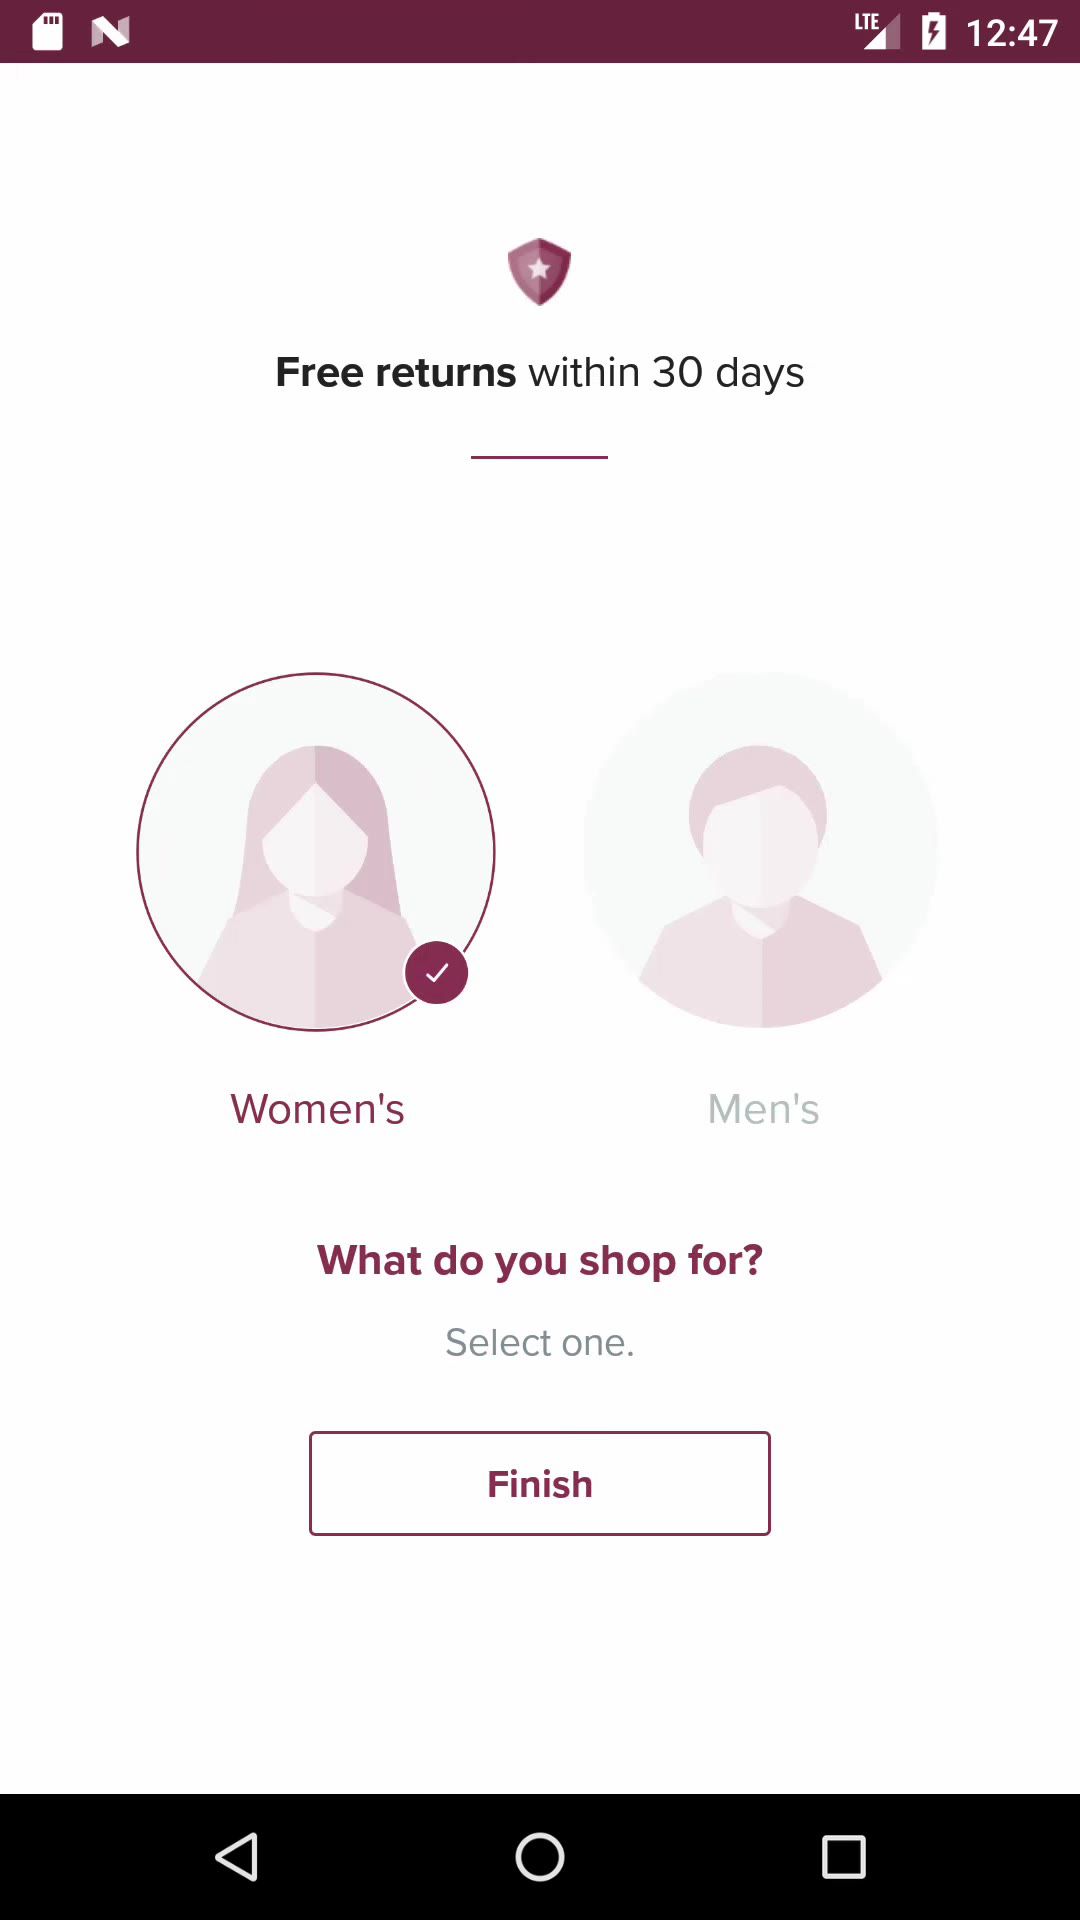 LTE 12:47
Free returns within 30 days
Women's Men's
What do you shop for?
Select one.
Finish